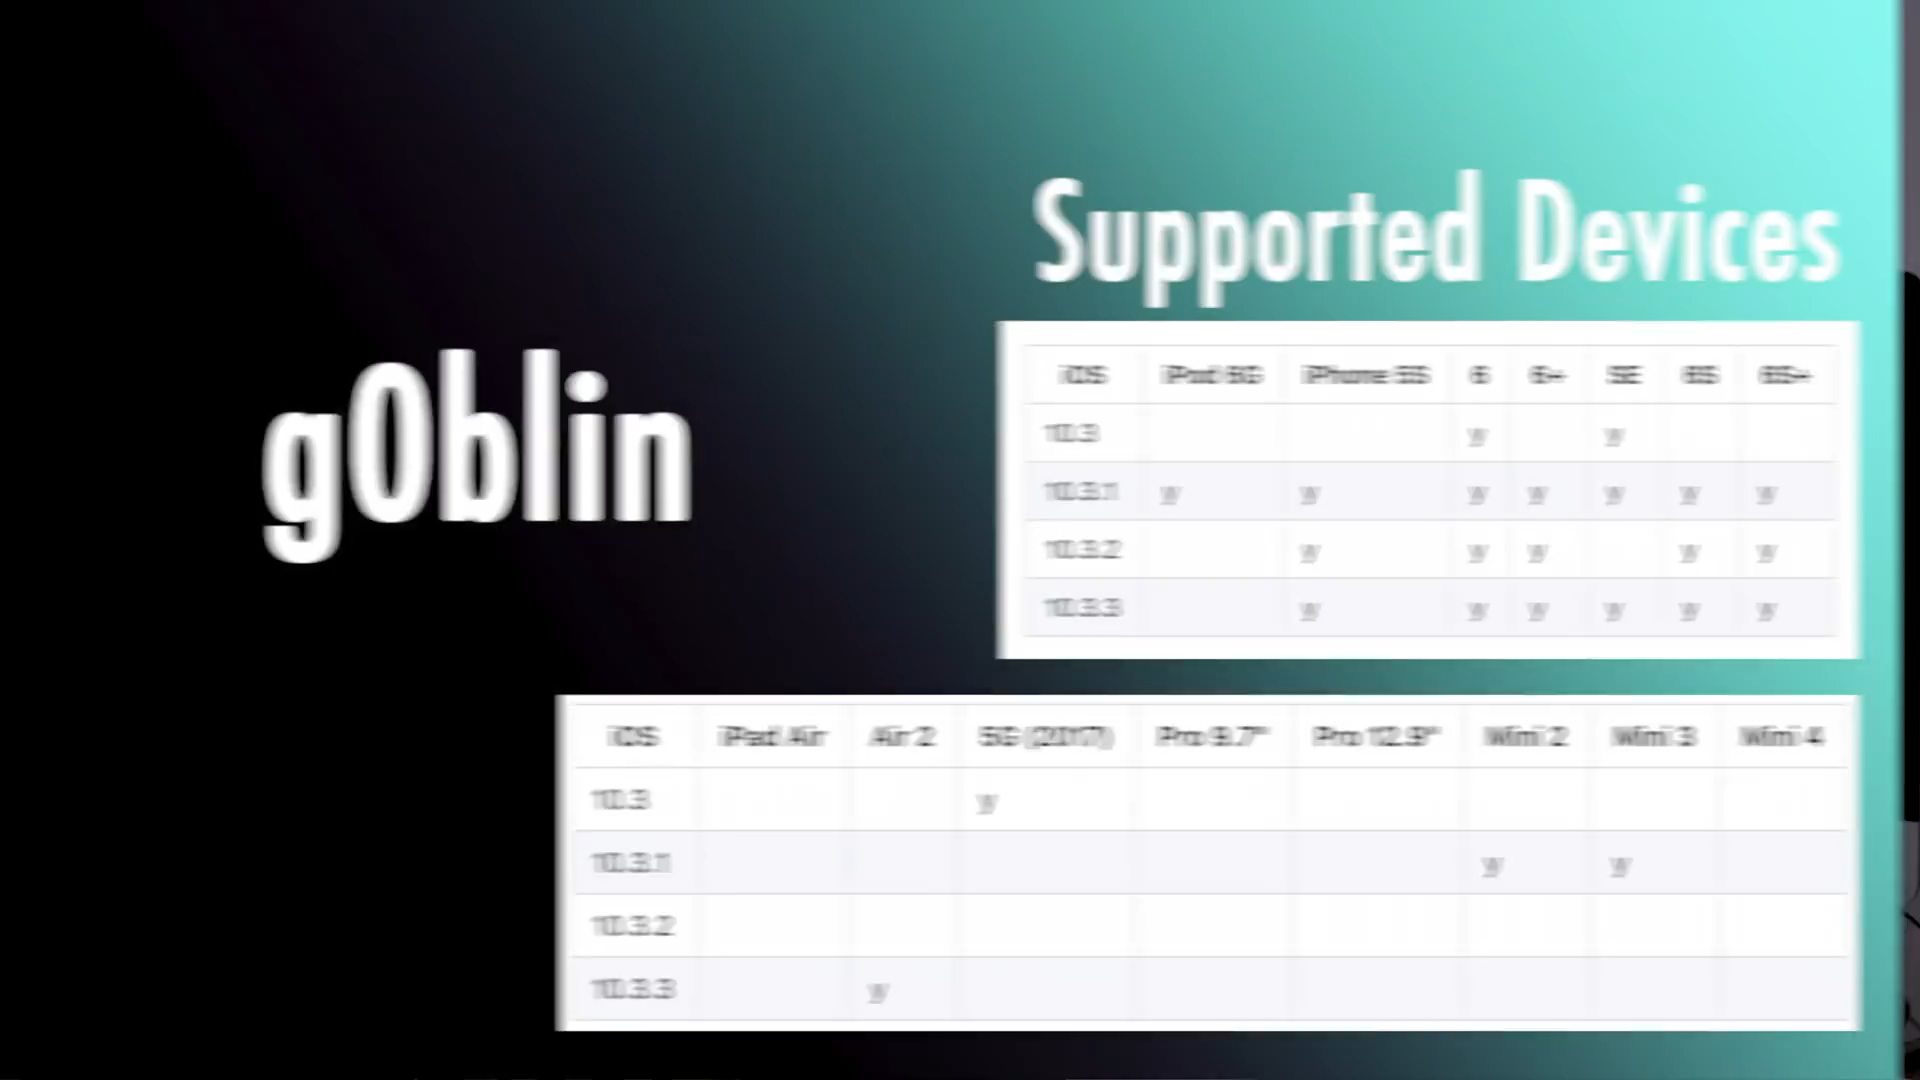 Supported Devices
g0blin
iOS iPod 6G iPhone 5S 6 6+ SE 6S 6S+
10.3 y y
10.3.1 y y y y y y y
10.3.2 y y y y y
10.3.3 y y y y y y
iOS iPad Air Air 2 5G (2017) Pro 9.7" Pro 12.9" Mini 2 Mini 3 Mini 4
10.3 y
10.3.1 y y
10.3.2
10.3.3 y